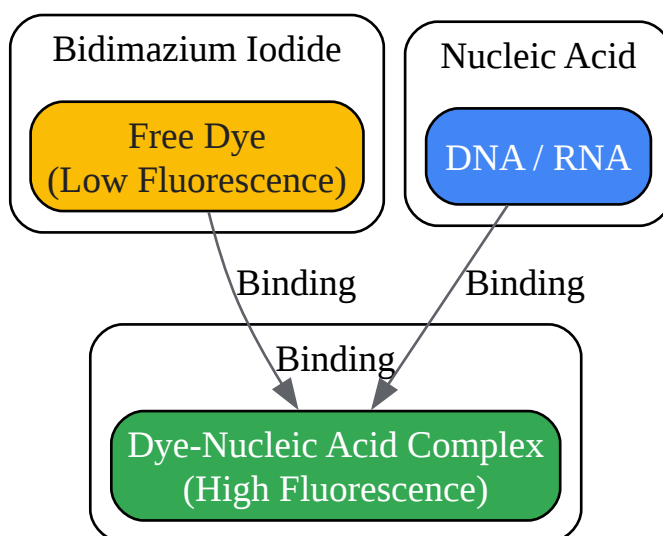 Bidimazium Iodide
Free Dye
(Low Fluorescence)
Nucleic Acid
DNA / RNA
Binding
Binding
Binding
Dye-Nucleic Acid Complex
(High Fluorescence)